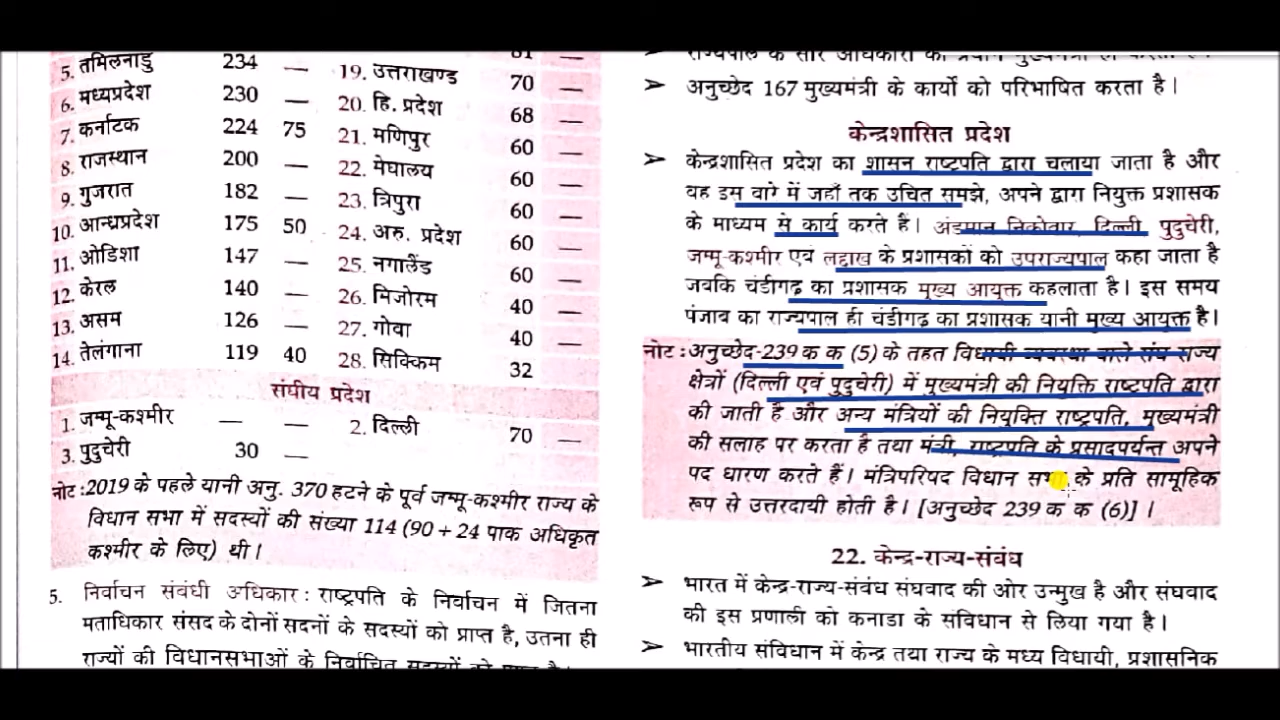 5. तमिलनाडु 234 — 19. उत्तराखण्ड 70 —
6. मध्यप्रदेश 230 — 20. हि. प्रदेश 68 —
7. कर्नाटक 224 75 21. मणिपुर 60 —
8. राजस्थान 200 — 22. मेघालय 60 —
9. गुजरात 182 — 23. त्रिपुरा 60 —
10. आन्ध्रप्रदेश 175 50 24. अरु. प्रदेश 60 —
11. ओडिशा 147 — 25. नगालैंड 60 —
12. केरल 140 — 26. मिजोरम 40 —
13. असम 126 — 27. गोवा 40 —
14. तेलंगाना 119 40 28. सिक्किम 32 —
संघीय प्रदेश
1. जम्मू-कश्मीर — — 2. दिल्ली 70 —
3. पुदुचेरी 30 —
नोट : 2019 के पहले यानी अनु. 370 हटने के पूर्व जम्मू-कश्मीर राज्य के
विधान सभा में सदस्यों की संख्या 114 (90 + 24 पाक अधिकृत
कश्मीर के लिए) थी।
5. निर्वाचन संबंधी अधिकार : राष्ट्रपति के निर्वाचन में जितना
मताधिकार संसद के दोनों सदनों के सदस्यों को प्राप्त है, उतना ही
राज्यों की विधानसभाओं के निर्वाचित सदस्यों को
➤ अनुच्छेद 167 मुख्यमंत्री के कार्यों को परिभाषित करता है।
केन्द्रशासित प्रदेश
➤ केन्द्रशासित प्रदेश का शासन राष्ट्रपति द्वारा चलाया जाता है और
वह इस बारे में जहाँ तक उचित समझे, अपने द्वारा नियुक्त प्रशासक
के माध्यम से कार्य करते हैं। अंडमान निकोबार, दिल्ली, पुदुचेरी,
जम्मू-कश्मीर एवं लद्दाख के प्रशासकों को उपराज्यपाल कहा जाता है
जबकि चंडीगढ़ का प्रशासक मुख्य आयुक्त कहलाता है। इस समय
पंजाब का राज्यपाल ही चंडीगढ़ का प्रशासक यानी मुख्य आयुक्त है।
नोट : अनुच्छेद-239 क क (5) के तहत विधायी व्यवस्था वाले संघ राज्य
क्षेत्रों (दिल्ली एवं पुदुचेरी) में मुख्यमंत्री की नियुक्ति राष्टपति द्वारा
की जाती है और अन्य मंत्रियों की नियुक्ति राष्टपति, मुख्यमंत्री
की सलाह पर करता है तथा मंत्री, राष्ट्रपति के प्रसादपर्यन्त अपने
पद धारण करते हैं। मंत्रिपरिषद विधान सभा के प्रति सामूहिक
रूप से उत्तरदायी होती है। [अनुच्छेद 239 क क (6)] ।
22. केन्द्र-राज्य-संबंध
➤ भारत में केन्द्र-राज्य-संबंध संघवाद की ओर उन्मुख है और संघवाद
की इस प्रणाली को कनाडा के संविधान से लिया गया है।
➤ भारतीय संविधान में केन्द्र तथा राज्य के मध्य विधायी, प्रशासनिक